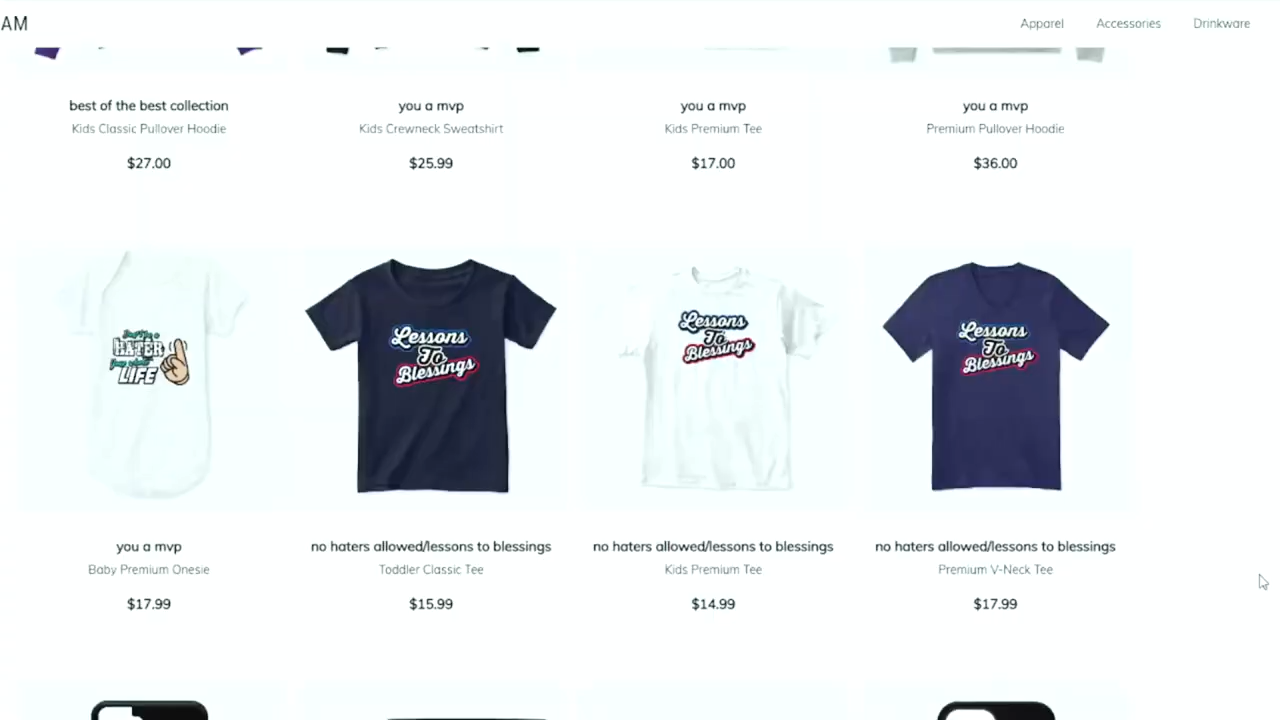 AM
Apparel Accessories Drinkware
best of the best collection
Kids Classic Pullover Hoodie
$27.00
you a mvp
Kids Crewneck Sweatshirt
$25.99
you a mvp
Kids Premium Tee
$17.00
you a mvp
Premium Pullover Hoodie
$36.00
HATER
LIFE
Lessons
To
Blessings
Lessons
To
Blessings
Lessons
To
Blessings
you a mvp
Baby Premium Onesie
$17.99
no haters allowed/lessons to blessings
Toddler Classic Tee
$15.99
no haters allowed/lessons to blessings
Kids Premium Tee
$14.99
no haters allowed/lessons to blessings
Premium V-Neck Tee
$17.99